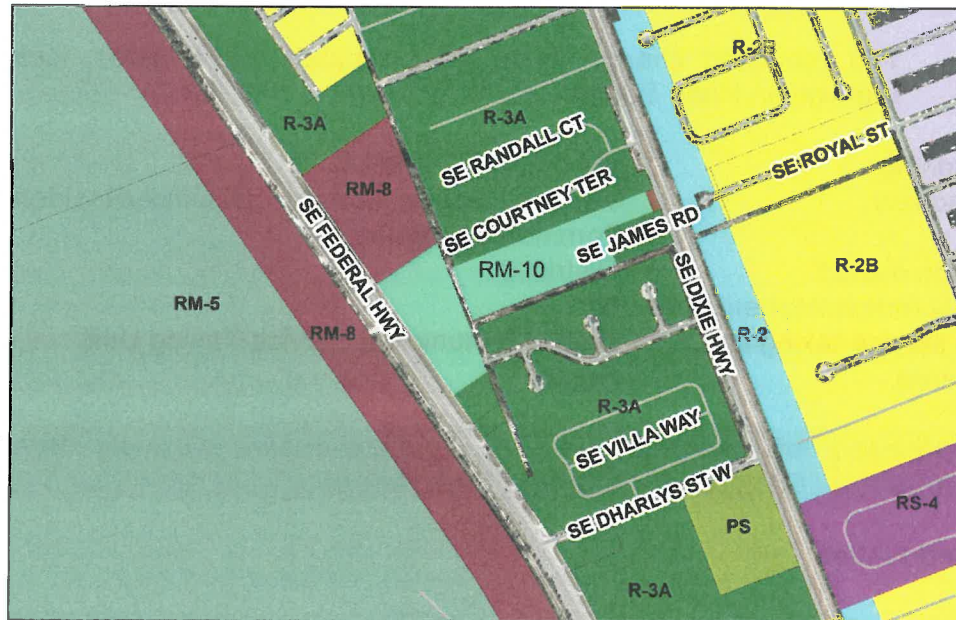 R-2B
R-3A
R-3A
SE RANDALL CT
SE ROYAL ST
RM-8
SE COURTNEY TER
SE FEDERAL HWY
SE JAMES RD
RM-10
R-2B
RM-5
RM-8
SE DIXIE HWY
R-2
R-3A
SE VILLA WAY
RS-4
SE DHARLYS ST W
PS
R-3A